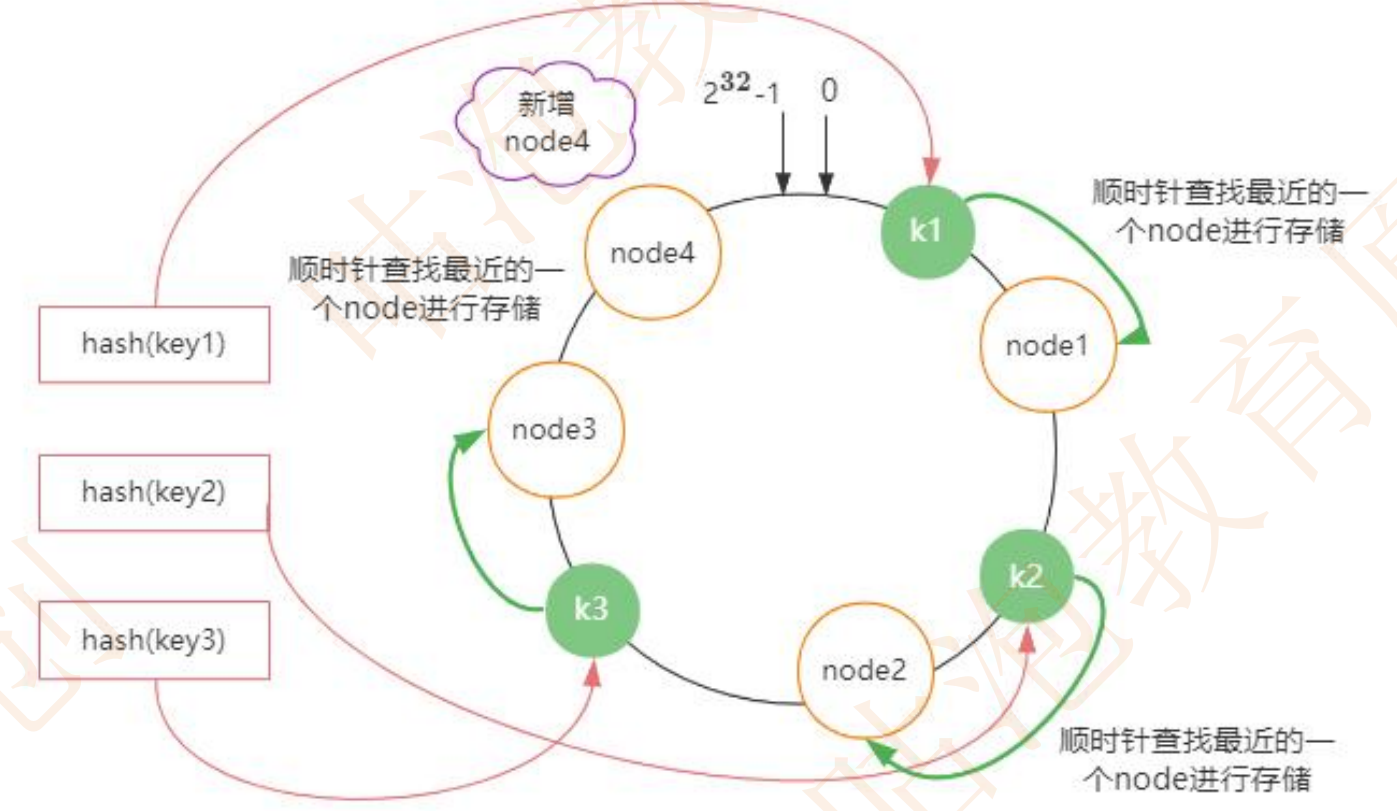 新增
node4
2³²-1
0
k1
顺时针查找最近的一
个node进行存储
node4
顺时针查找最近的一
个node进行存储
hash(key1)
node1
node3
hash(key2)
k2
k3
hash(key3)
node2
顺时针查找最近的一
个node进行存储